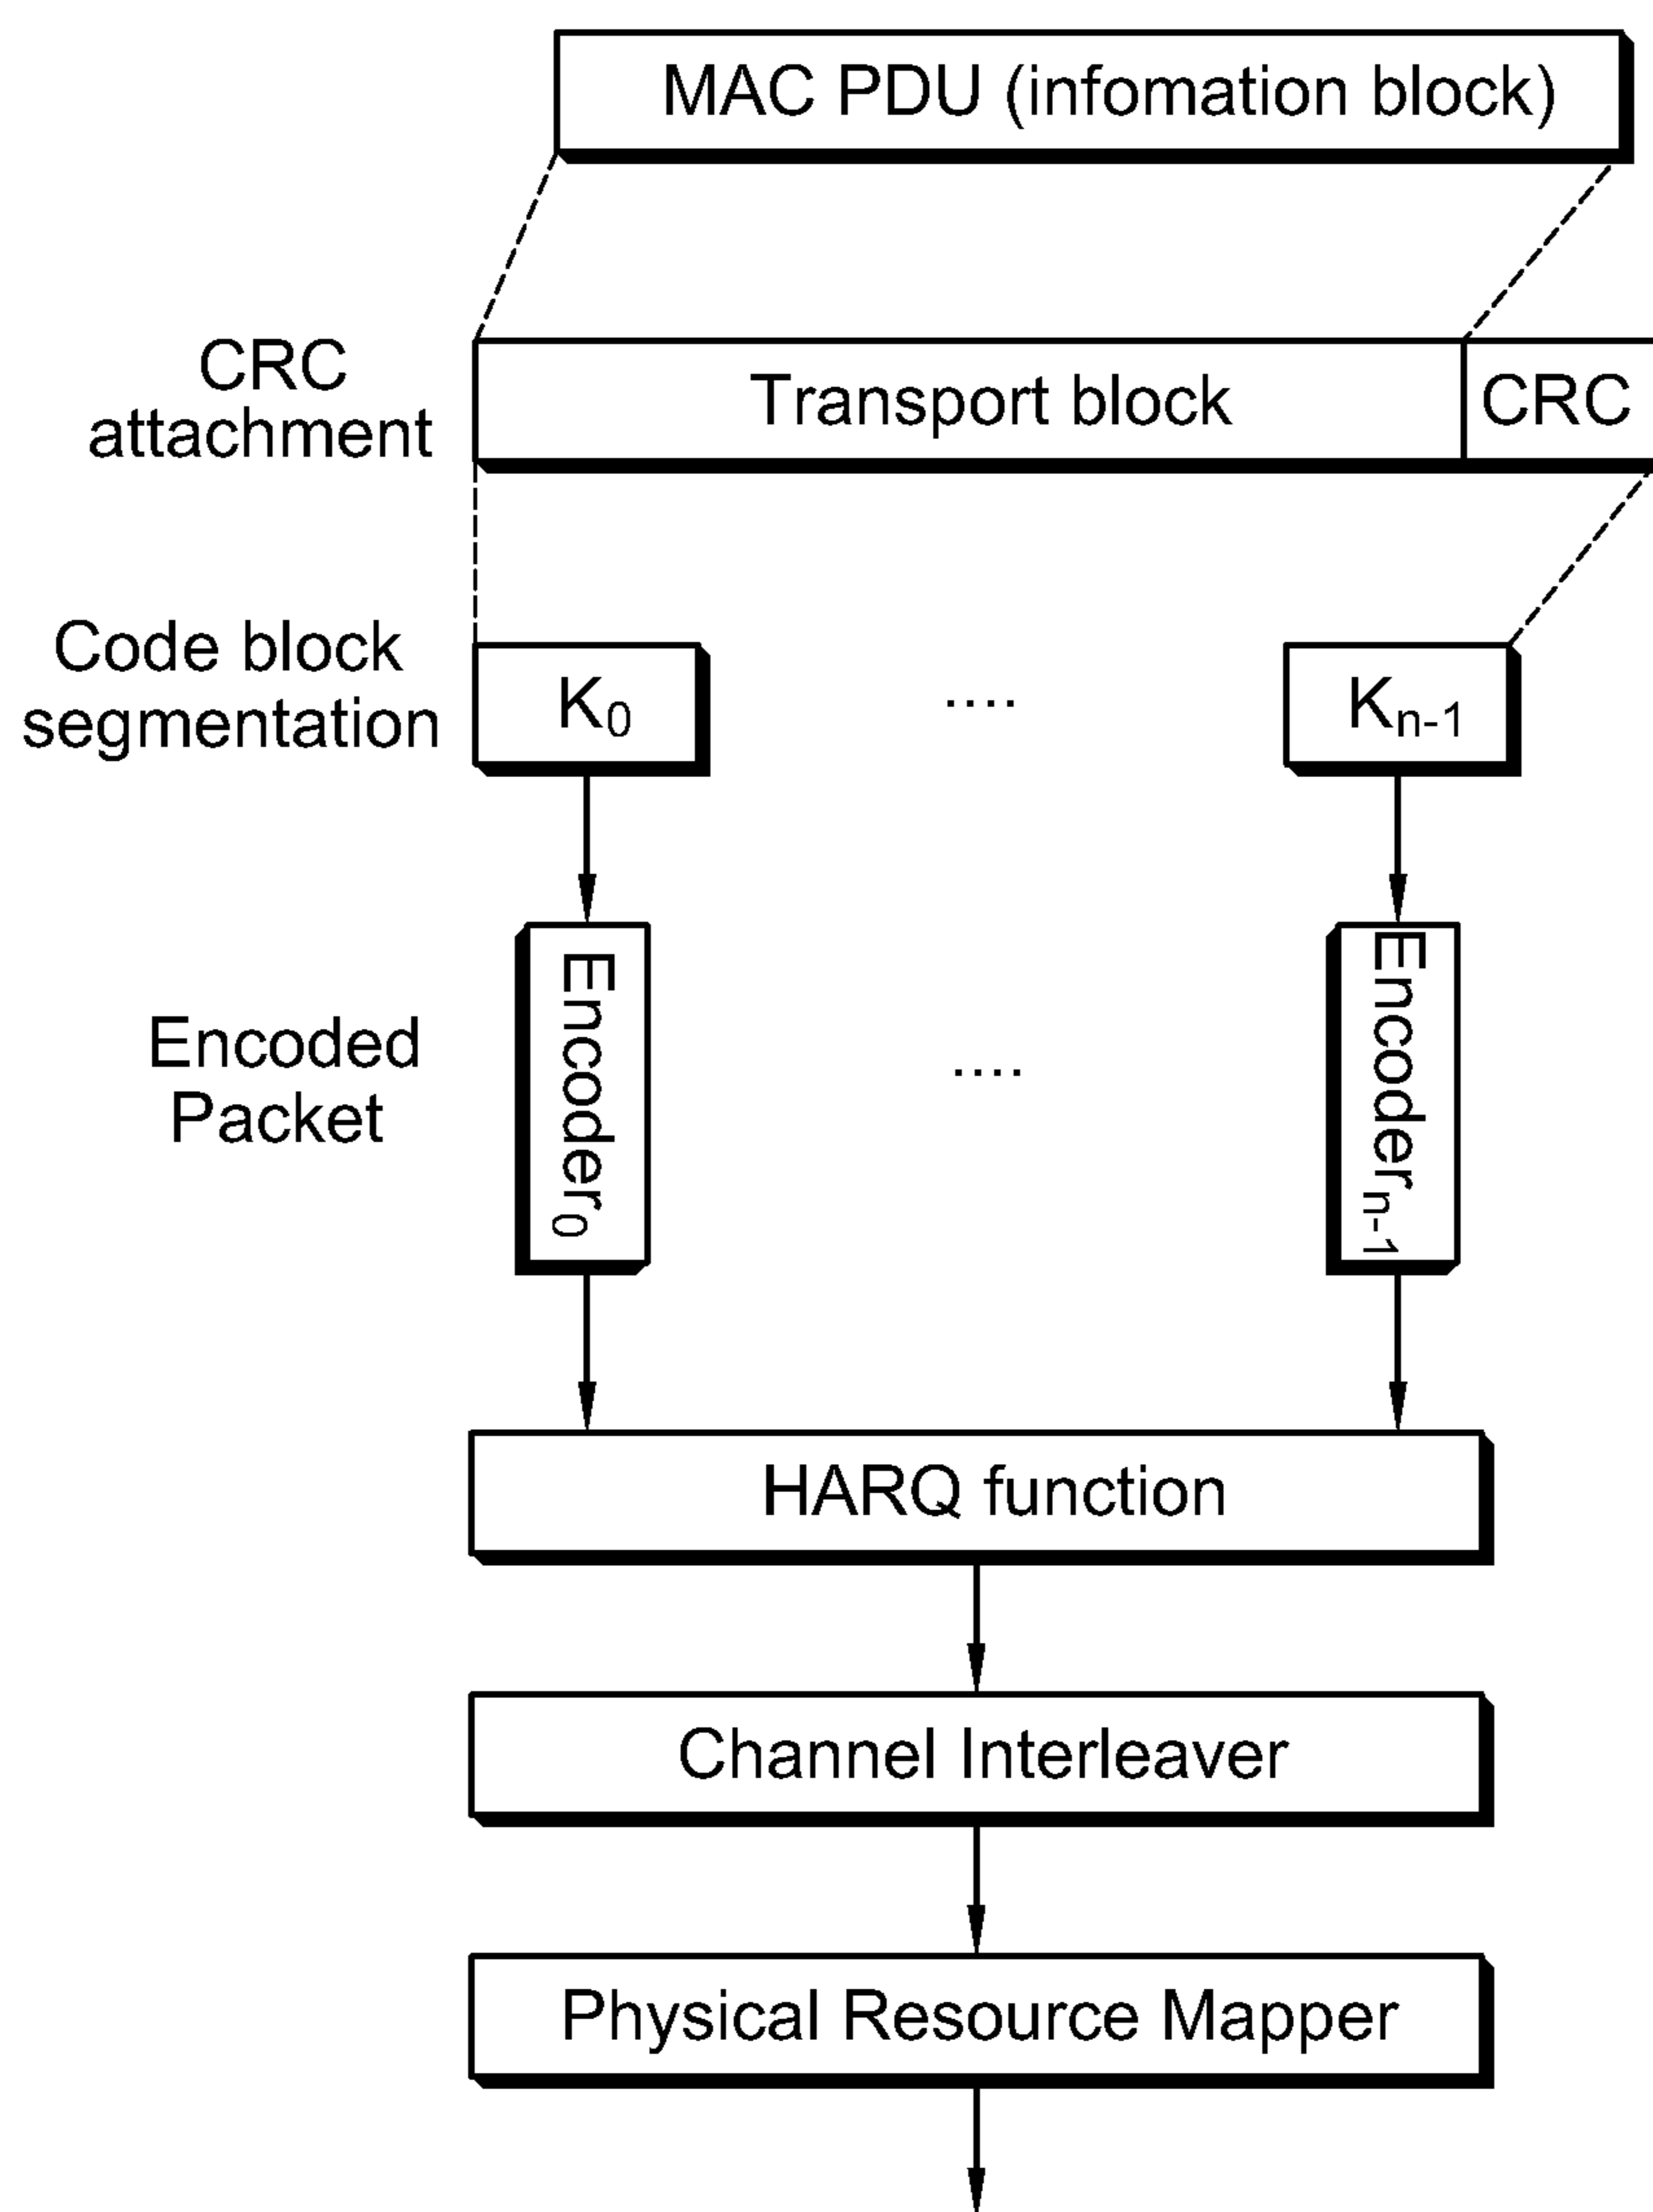 MAC PDU (infomation block)
CRC
attachment
Transport block
CRC
Code block
segmentation
K₀
....
Kₙ₋₁
Encoded
Packet
Encoder₀
....
Encoderₙ₋₁
HARQ function
Channel Interleaver
Physical Resource Mapper